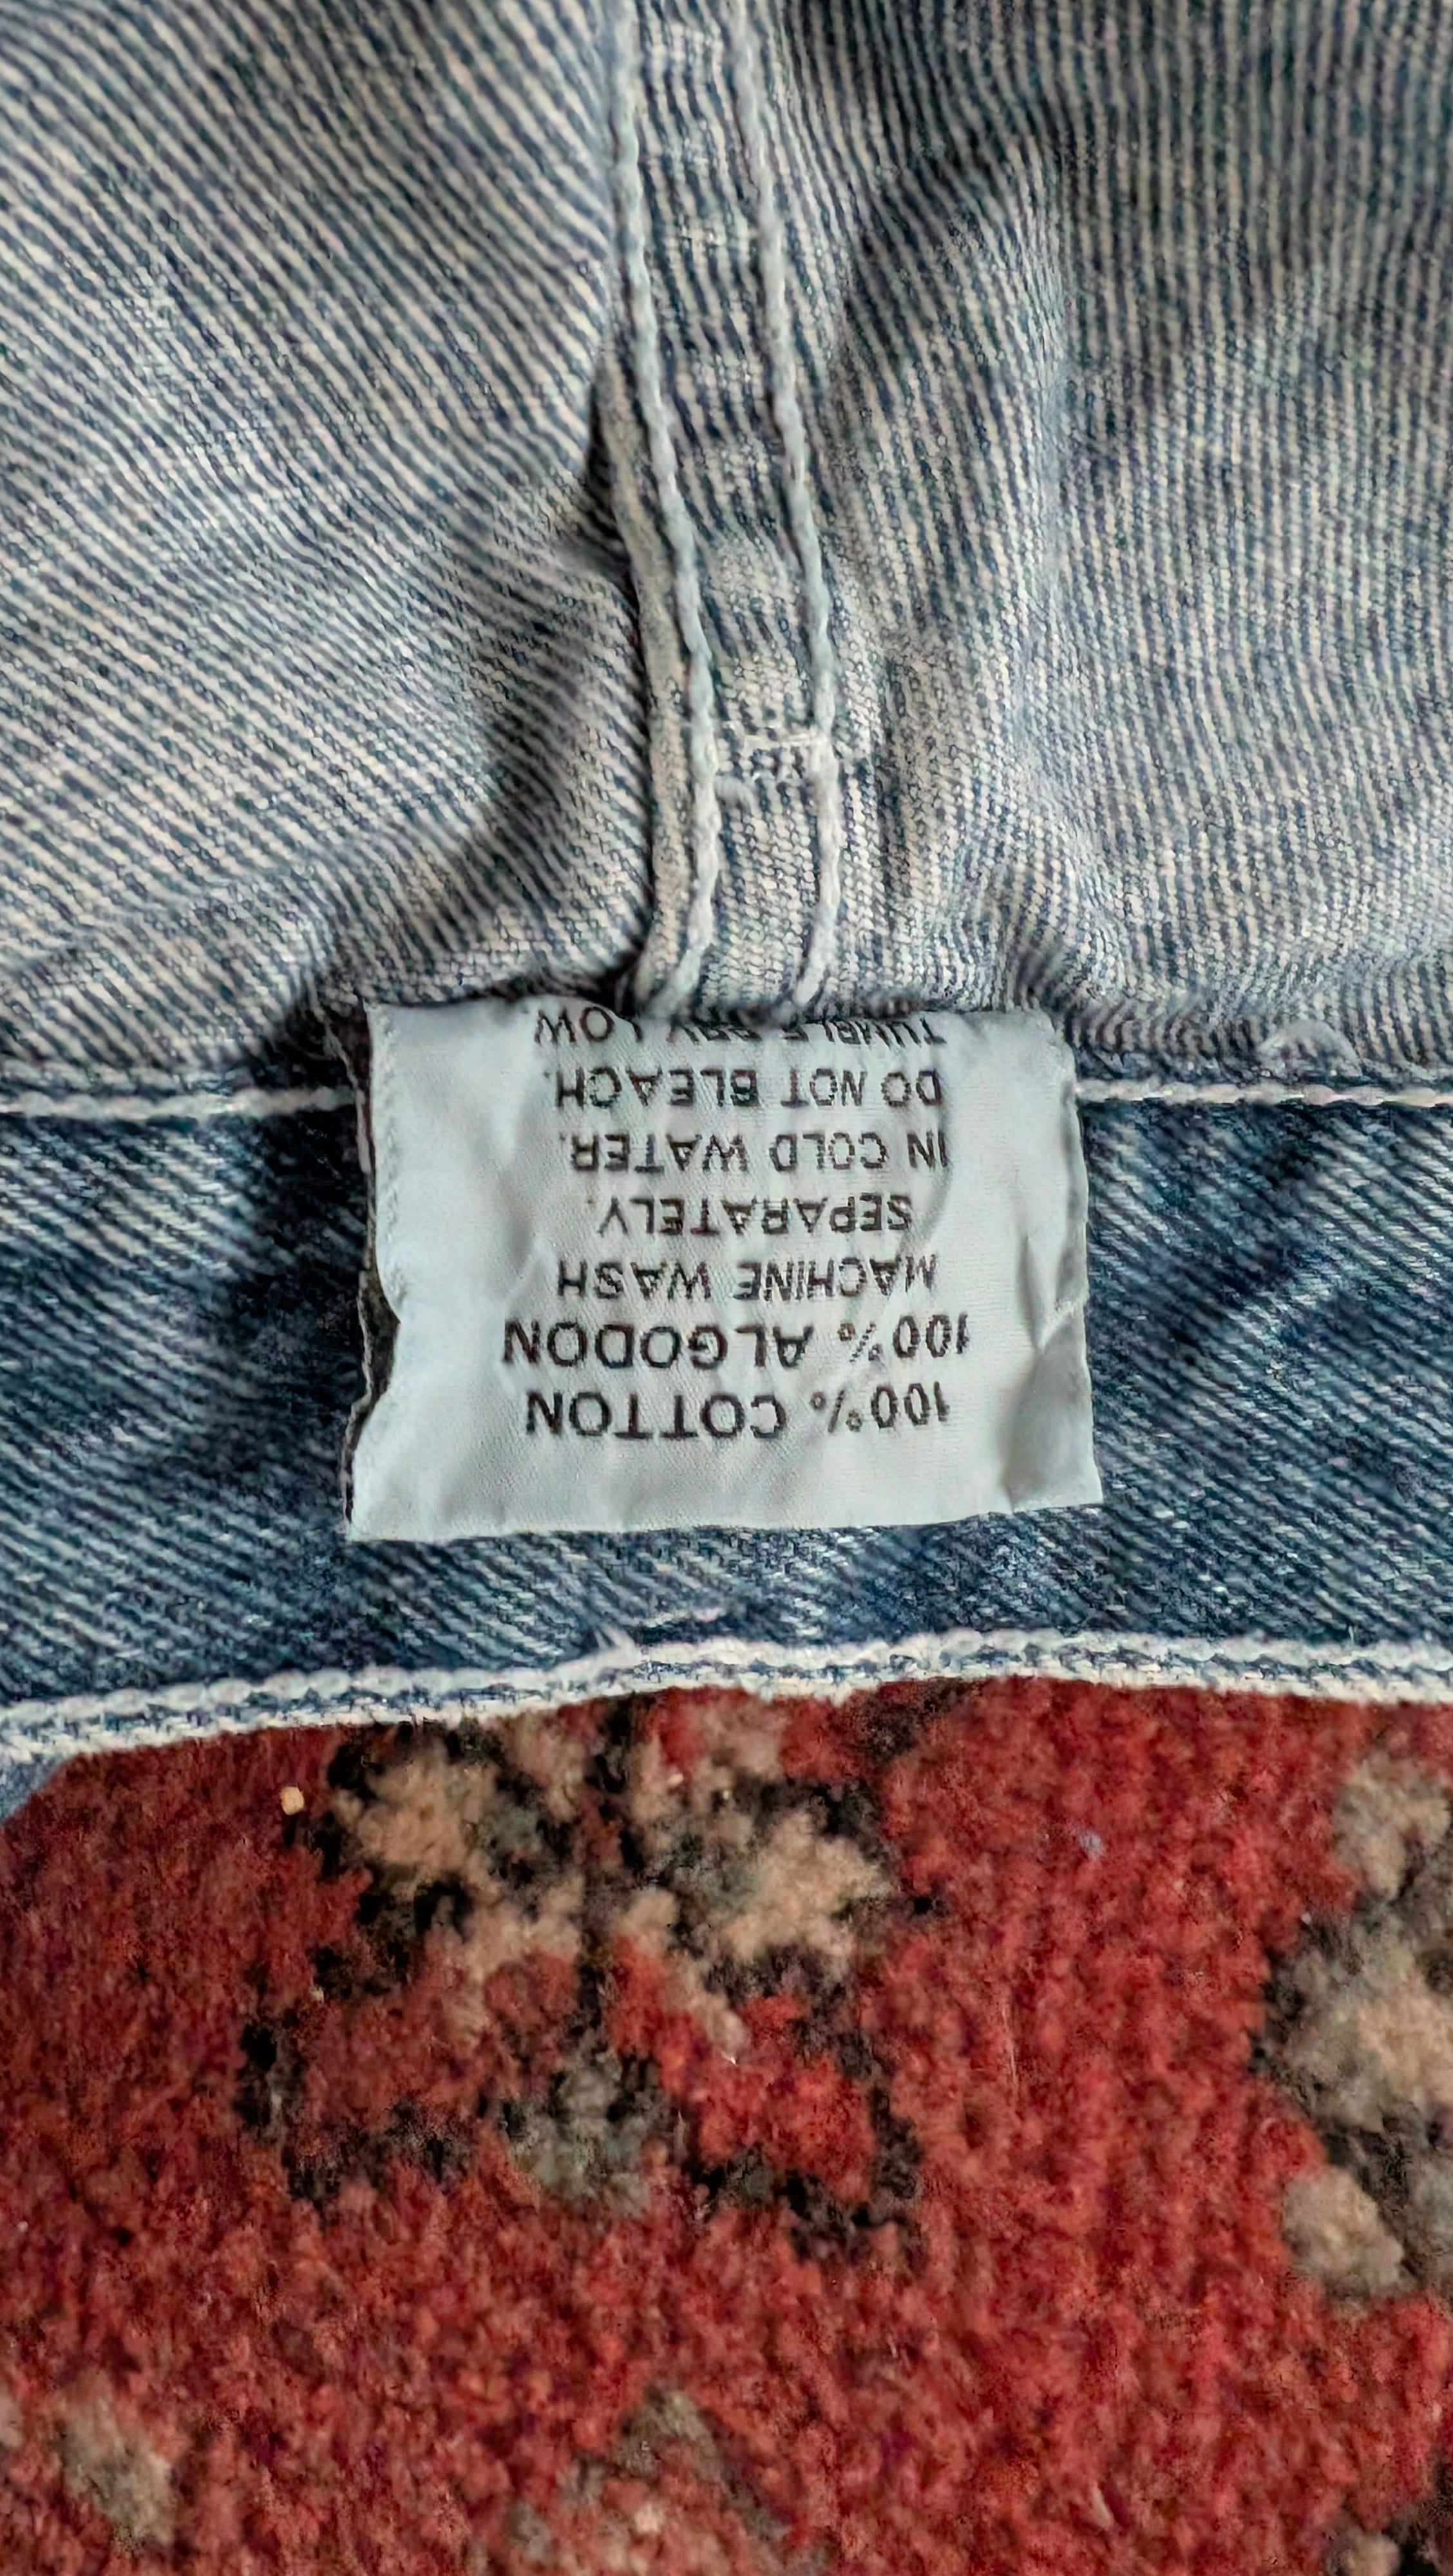 100% COTTON
100% ALGODON
MACHINE WASH
SEPARATELY.
IN COLD WATER.
DO NOT BLEACH.
TUMBLE DRY LOW.